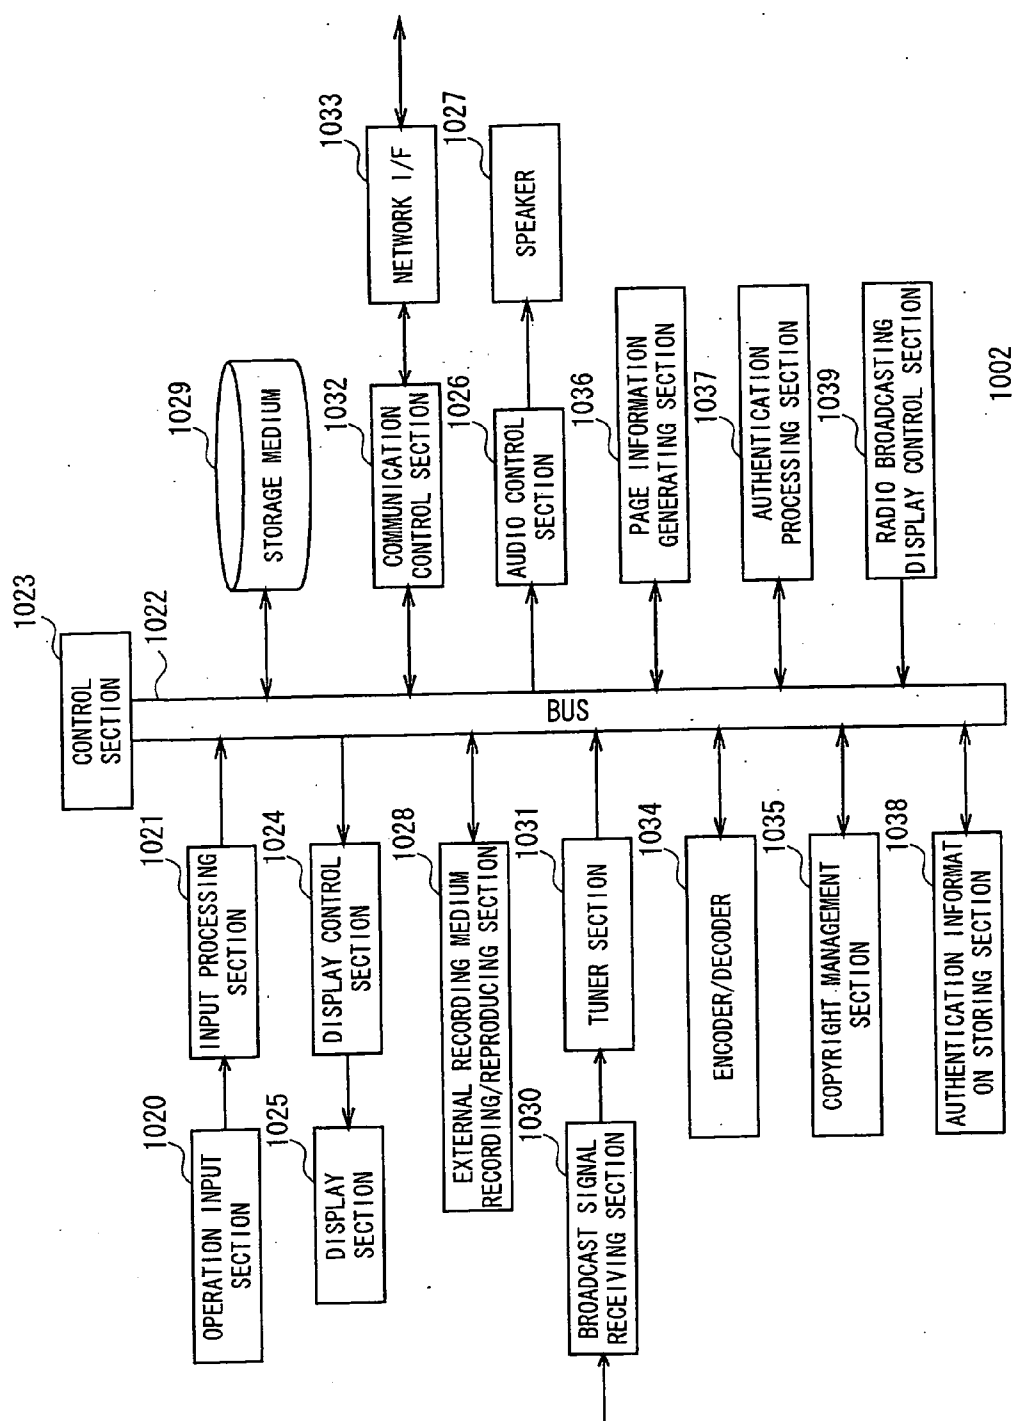 1023
CONTROL
SECTION
1022
BUS
1020
OPERATION INPUT
SECTION
1021
INPUT PROCESSING
SECTION
1025
DISPLAY
SECTION
1024
DISPLAY CONTROL
SECTION
1028
EXTERNAL RECORDING MEDIUM
RECORDING/REPRODUCING SECTION
1030
BROADCAST SIGNAL
RECEIVING SECTION
1031
TUNER SECTION
1034
ENCODER/DECODER
1035
COPYRIGHT MANAGEMENT
SECTION
1038
AUTHENTICATION INFORMAT
ON STORING SECTION
1029
STORAGE MEDIUM
1032
COMMUNICATION
CONTROL SECTION
1033
NETWORK I/F
1026
AUDIO CONTROL
SECTION
1027
SPEAKER
1036
PAGE INFORMATION
GENERATING SECTION
1037
AUTHENTICATION
PROCESSING SECTION
1039
RADIO BROADCASTING
DISPLAY CONTROL SECTION
1002